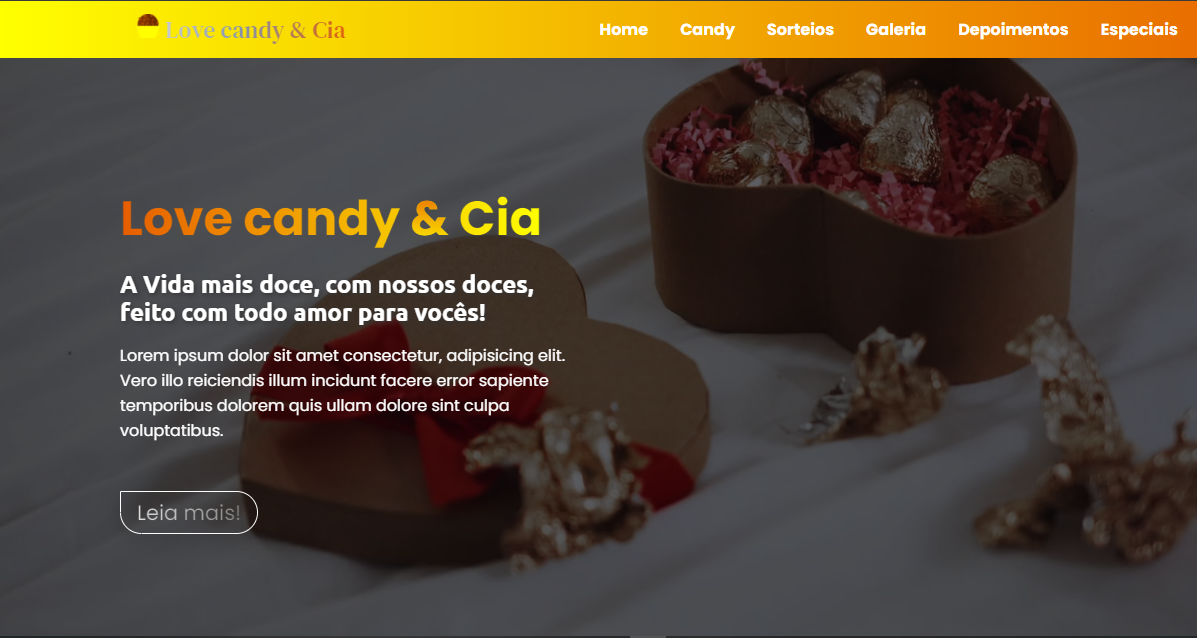 Love candy & Cia
Home Candy Sorteios Galeria Depoimentos Especiais
Love candy & Cia
A Vida mais doce, com nossos doces,
feito com todo amor para vocês!
Lorem ipsum dolor sit amet consectetur, adipisicing elit.
Vero illo reiciendis illum incidunt facere error sapiente
temporibus dolorem quis ullam dolore sint culpa
voluptatibus.
Leia mais!